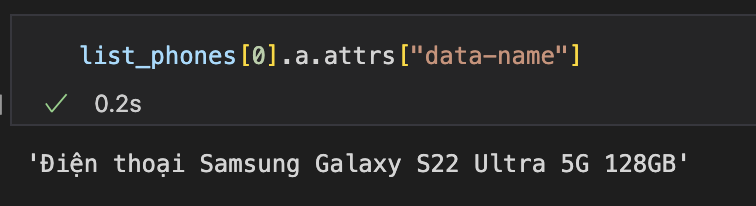 list_phones[0].a.attrs["data-name"]
0.2s
'Điện thoại Samsung Galaxy S22 Ultra 5G 128GB'